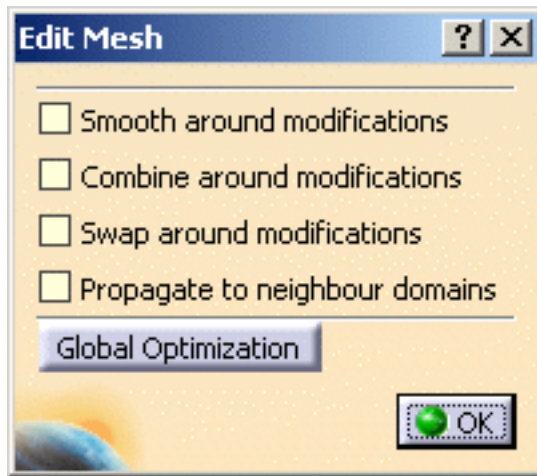 Edit Mesh ? X
Smooth around modifications
Combine around modifications
Swap around modifications
Propagate to neighbour domains
Global Optimization
OK